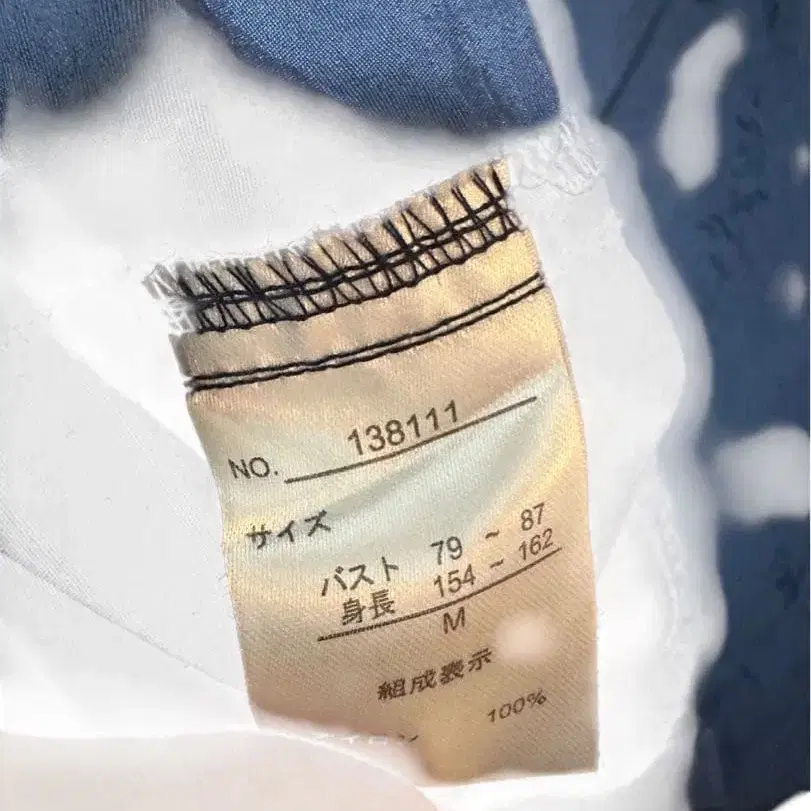 NO. 138111
サイズ
バスト 79 ~ 87
身長 154 ~ 162
M
組成表示
100%